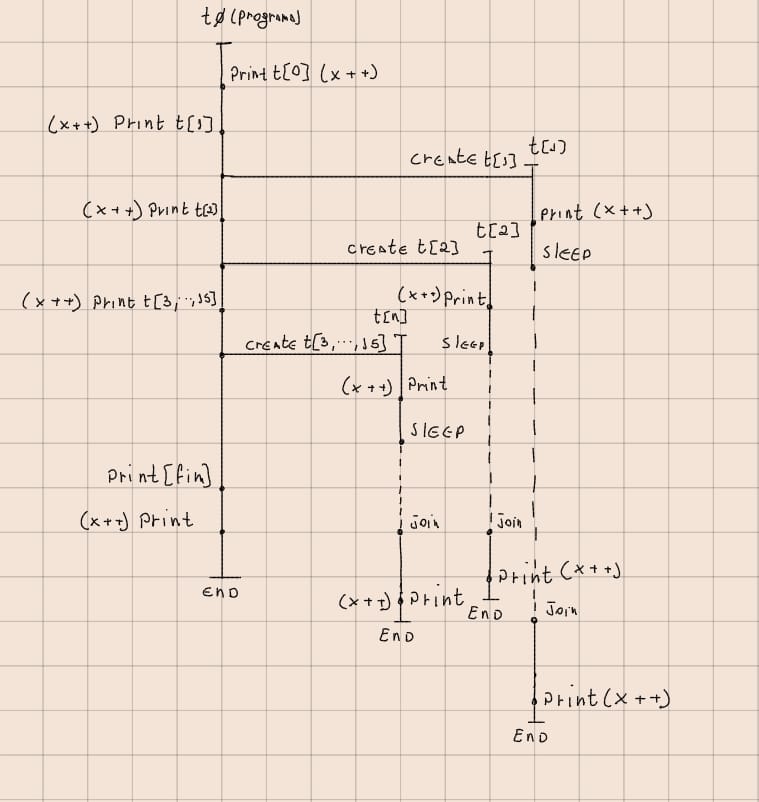 tø (programa)
Print t[0] (x++)
(x++) Print t[1]
create t[1]
t[1]
(x++) Print t[2]
Print (x++)
t[2]
create t[2]
SLEEP
(x++) Print t[3,...,15]
(x++) Print
t[n]
create t[3,...,15]
Sleep
(x++) Print
SLEEP
Print [fin]
(x++) Print
Join
Join
Print (x++)
END
(x++) Print
END
Join
END
Print (x++)
END